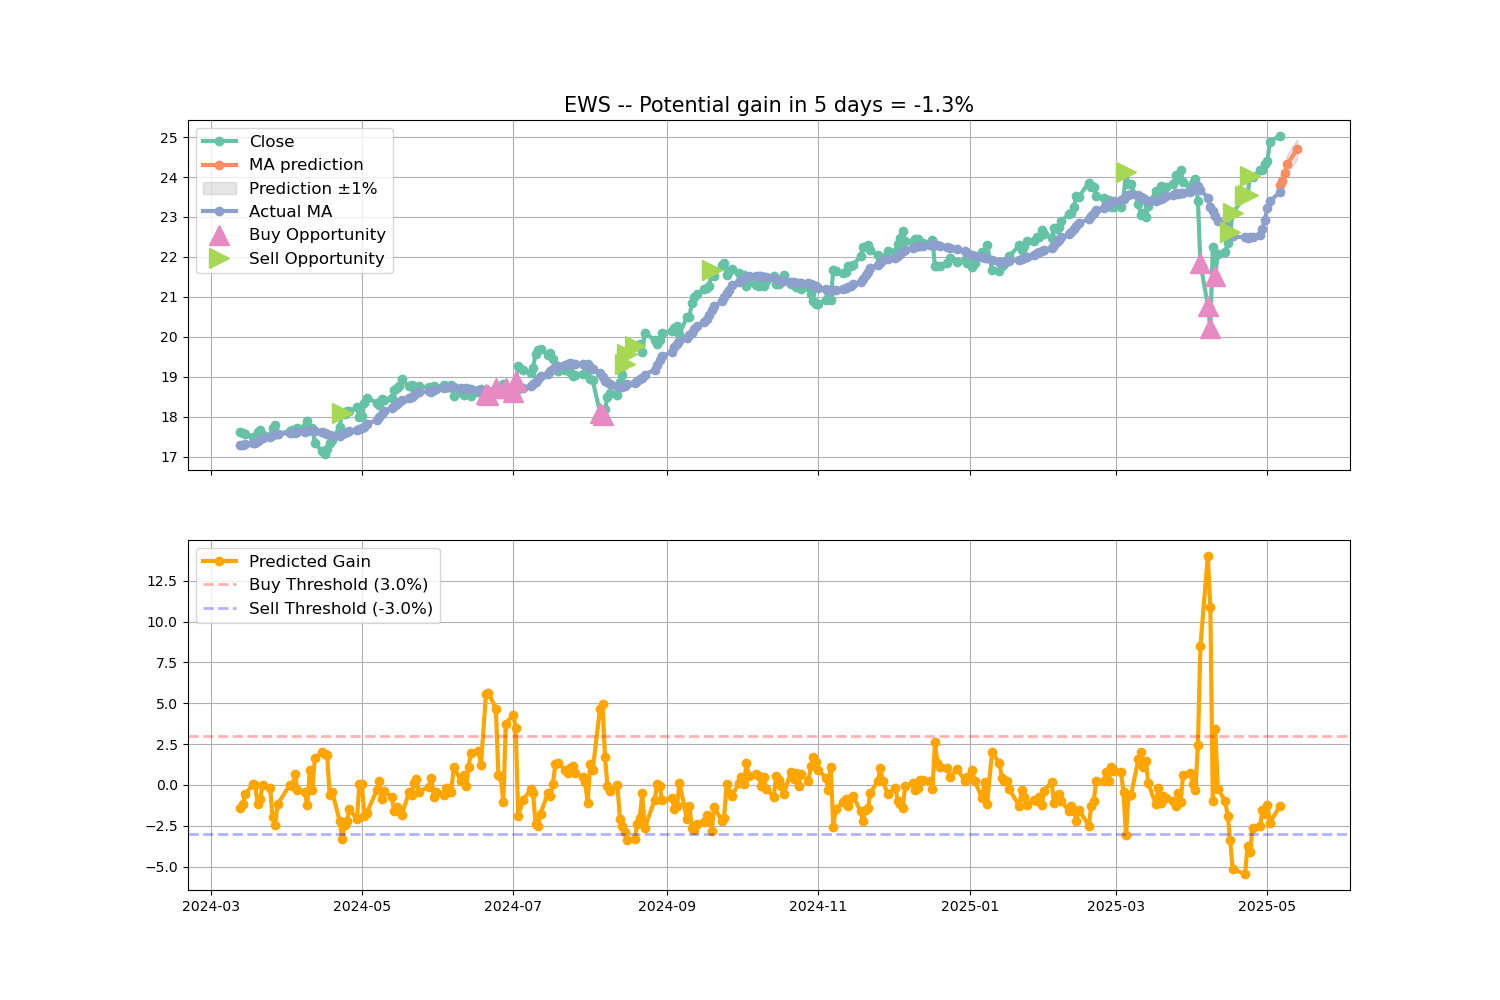 EWS -- Potential gain in 5 days = -1.3%
25
24
23
22
21
20
19
18
17
Close
MA prediction
Prediction ±1%
Actual MA
Buy Opportunity
Sell Opportunity
12.5
10.0
7.5
5.0
2.5
0.0
−2.5
−5.0
Predicted Gain
Buy Threshold (3.0%)
Sell Threshold (-3.0%)
2024-03 2024-05 2024-07 2024-09 2024-11 2025-01 2025-03 2025-05